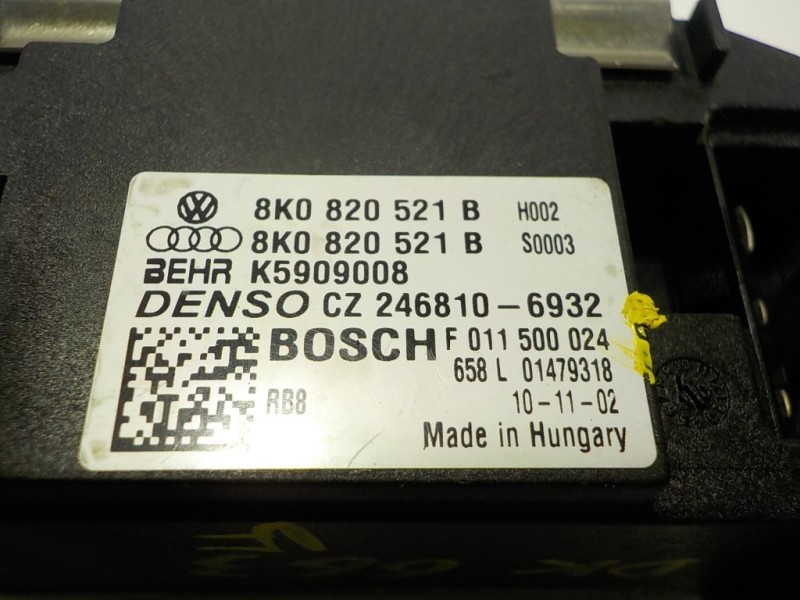 8K0 820 521 B H002
8K0 820 521 B S0003
BEHR K5909008
DENSO CZ 246810-6932
BOSCH F 011 500 024
658 L 01479318
RB8 10-11-02
Made in Hungary